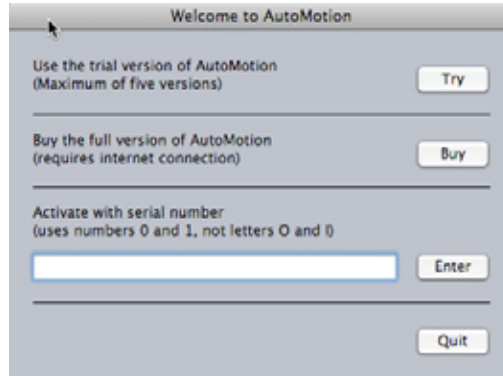 Welcome to AutoMotion
Use the trial version of AutoMotion
(Maximum of five versions)
Try
Buy the full version of AutoMotion
(requires internet connection)
Buy
Activate with serial number
(uses numbers 0 and 1, not letters O and I)
Enter
Quit